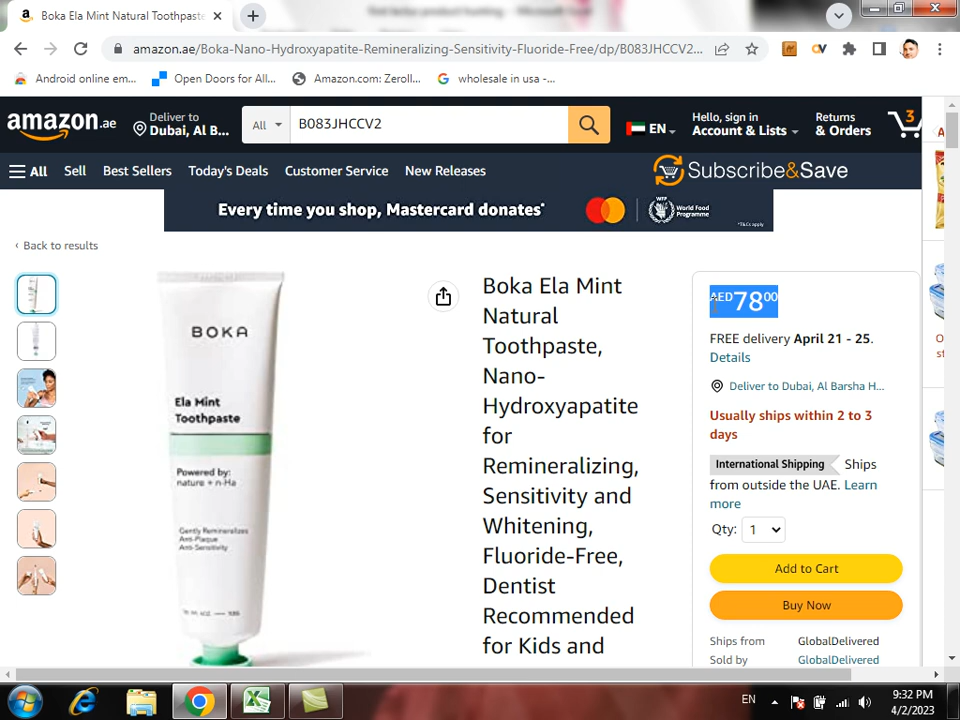 Boka Ela Mint Natural Toothpaste
amazon.ae/Boka-Nano-Hydroxyapatite-Remineralizing-Sensitivity-Fluoride-Free/dp/B083JHCCV2...
Android online em...
Open Doors for All...
Amazon.com: Zeroll...
wholesale in usa -...
amazon.ae
Deliver to
Dubai, Al B...
All
B083JHCCV2
EN
Hello, sign in
Account & Lists
Returns
& Orders
3
All
Sell
Best Sellers
Today's Deals
Customer Service
New Releases
Subscribe&Save
Every time you shop, Mastercard donates*
WFP
World Food
Programme
*T&Cs apply
‹ Back to results
BOKA
Ela Mint
Toothpaste
Powered by:
nature + n-Ha
Gently Remineralizes
Anti-Plaque
Anti-Sensitivity
Boka Ela Mint
Natural
Toothpaste,
Nano-
Hydroxyapatite
for
Remineralizing,
Sensitivity and
Whitening,
Fluoride-Free,
Dentist
Recommended
for Kids and
AED7800
FREE delivery April 21 - 25.
Details
Deliver to Dubai, Al Barsha H...
Usually ships within 2 to 3
days
International Shipping Ships
from outside the UAE. Learn
more
Qty: 1
Add to Cart
Buy Now
Ships from GlobalDelivered
Sold by GlobalDelivered
EN
9:32 PM
4/2/2023